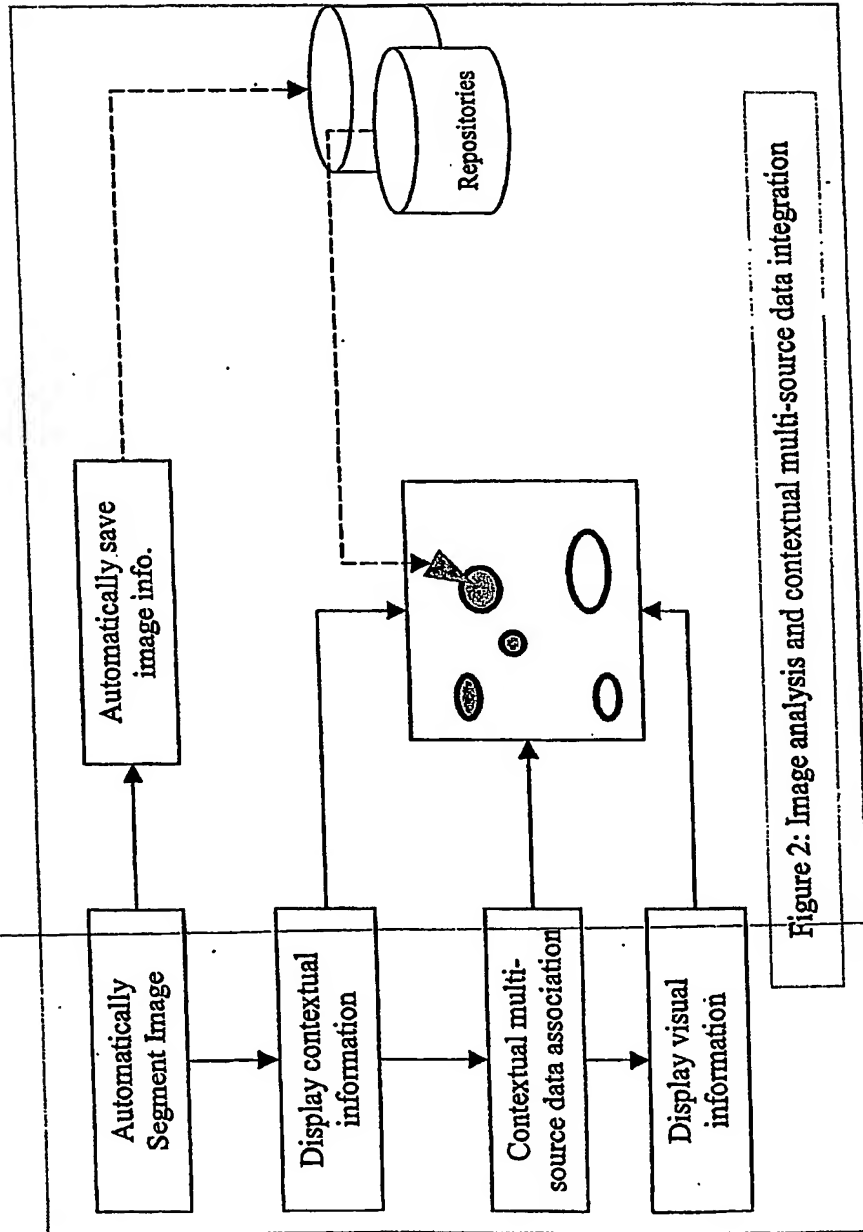 Automatically
Segment Image
Automatically save
image info.
Display contextual
information
Contextual multi-
source data association
Display visual
information
Repositories
Figure 2: Image analysis and contextual multi-source data integration